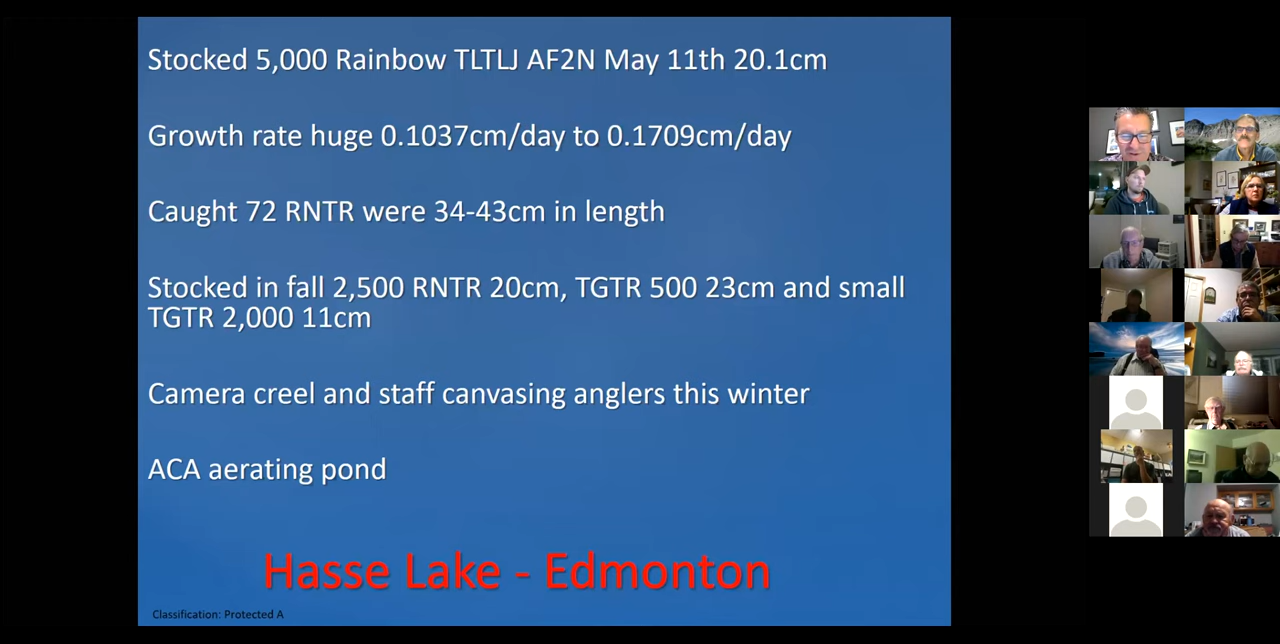 Stocked 5,000 Rainbow TLTLJ AF2N May 11th 20.1cm
Growth rate huge 0.1037cm/day to 0.1709cm/day
Caught 72 RNTR were 34-43cm in length
Stocked in fall 2,500 RNTR 20cm, TGTR 500 23cm and small
TGTR 2,000 11cm
Camera creel and staff canvasing anglers this winter
ACA aerating pond
Hasse Lake - Edmonton
Classification: Protected A